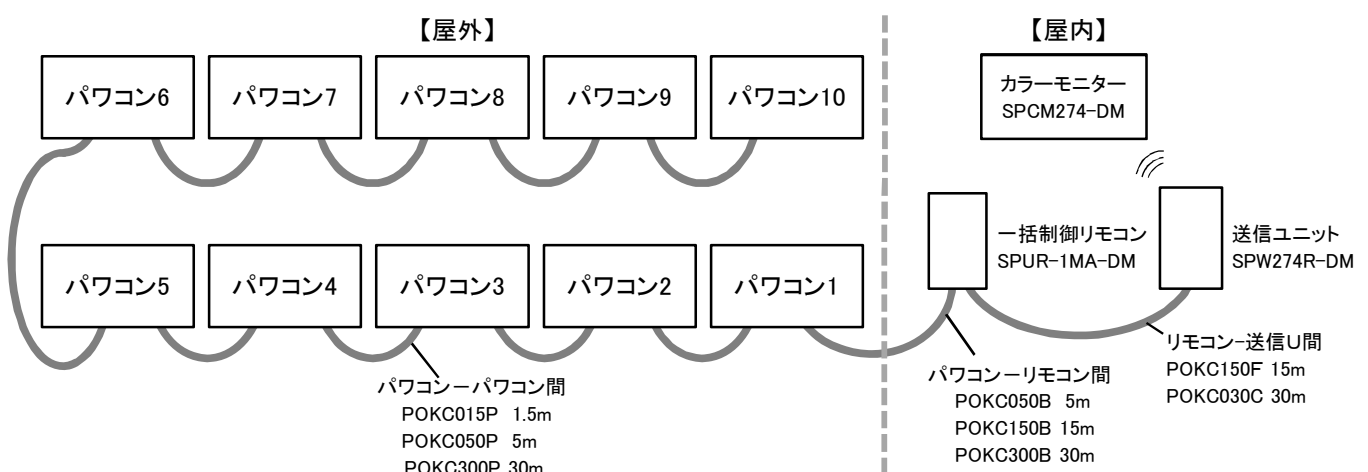 【屋外】
【屋内】
パワコン6
パワコン7
パワコン8
パワコン9
パワコン10
カラーモニター
SPCM274-DM
パワコン5
パワコン4
パワコン3
パワコン2
パワコン1
一括制御リモコン
SPUR-1MA-DM
送信ユニット
SPW274R-DM
パワコンーパワコン間
POKC015P 1.5m
POKC050P 5m
POKC300P 30m
パワコンーリモコン間
POKC050B 5m
POKC150B 15m
POKC300B 30m
リモコン-送信U間
POKC150F 15m
POKC030C 30m